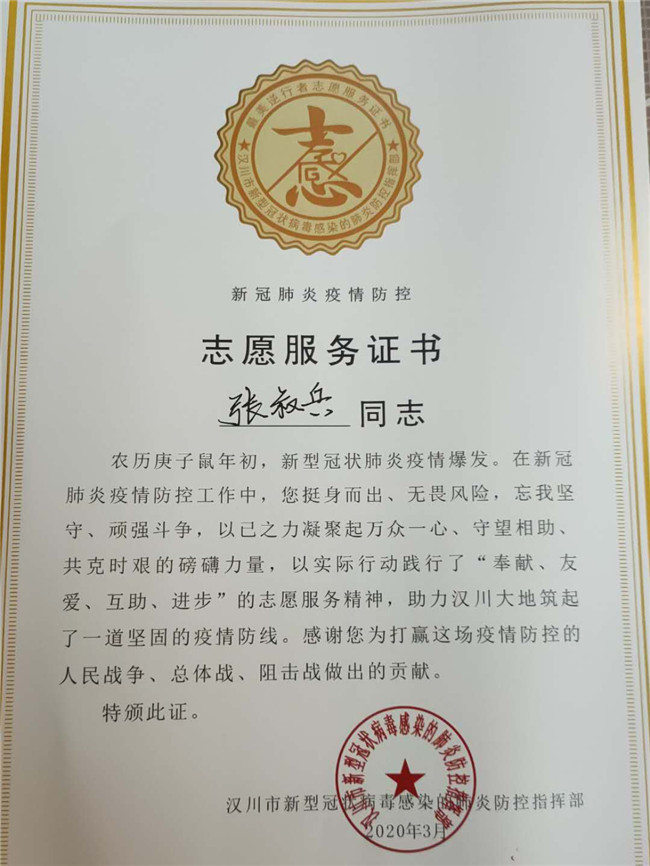 最美逆行者志愿服务证书
志愿
汉川市新型冠状病毒感染的肺炎防控指挥部
新冠肺炎疫情防控
志愿服务证书
张叔兵 同志
农历庚子鼠年初，新型冠状肺炎疫情爆发。在新冠
肺炎疫情防控工作中，您挺身而出、无畏风险，忘我坚
守、顽强斗争，以己之力凝聚起万众一心、守望相助、
共克时艰的磅礴力量，以实际行动践行了“奉献、友
爱、互助、进步”的志愿服务精神，助力汉川大地筑起
了一道坚固的疫情防线。感谢您为打赢这场疫情防控的
人民战争、总体战、阻击战做出的贡献。
特颁此证。
汉川市新型冠状病毒感染的肺炎防控指挥部
汉川市新型冠状病毒感染的肺炎防控指挥部
2020年3月